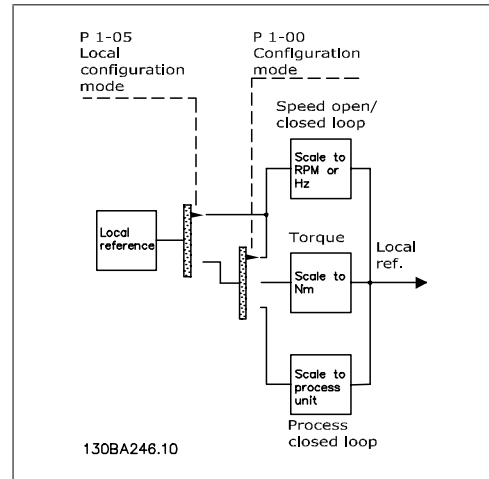 P 1-05
Local
configuration
mode
P 1-00
Configuration
mode
Speed open/
closed loop
Scale to
RPM or
Hz
Local
reference
Torque
Scale to
Nm
Local
ref.
Scale to
process
unit
Process
closed loop
130BA246.10